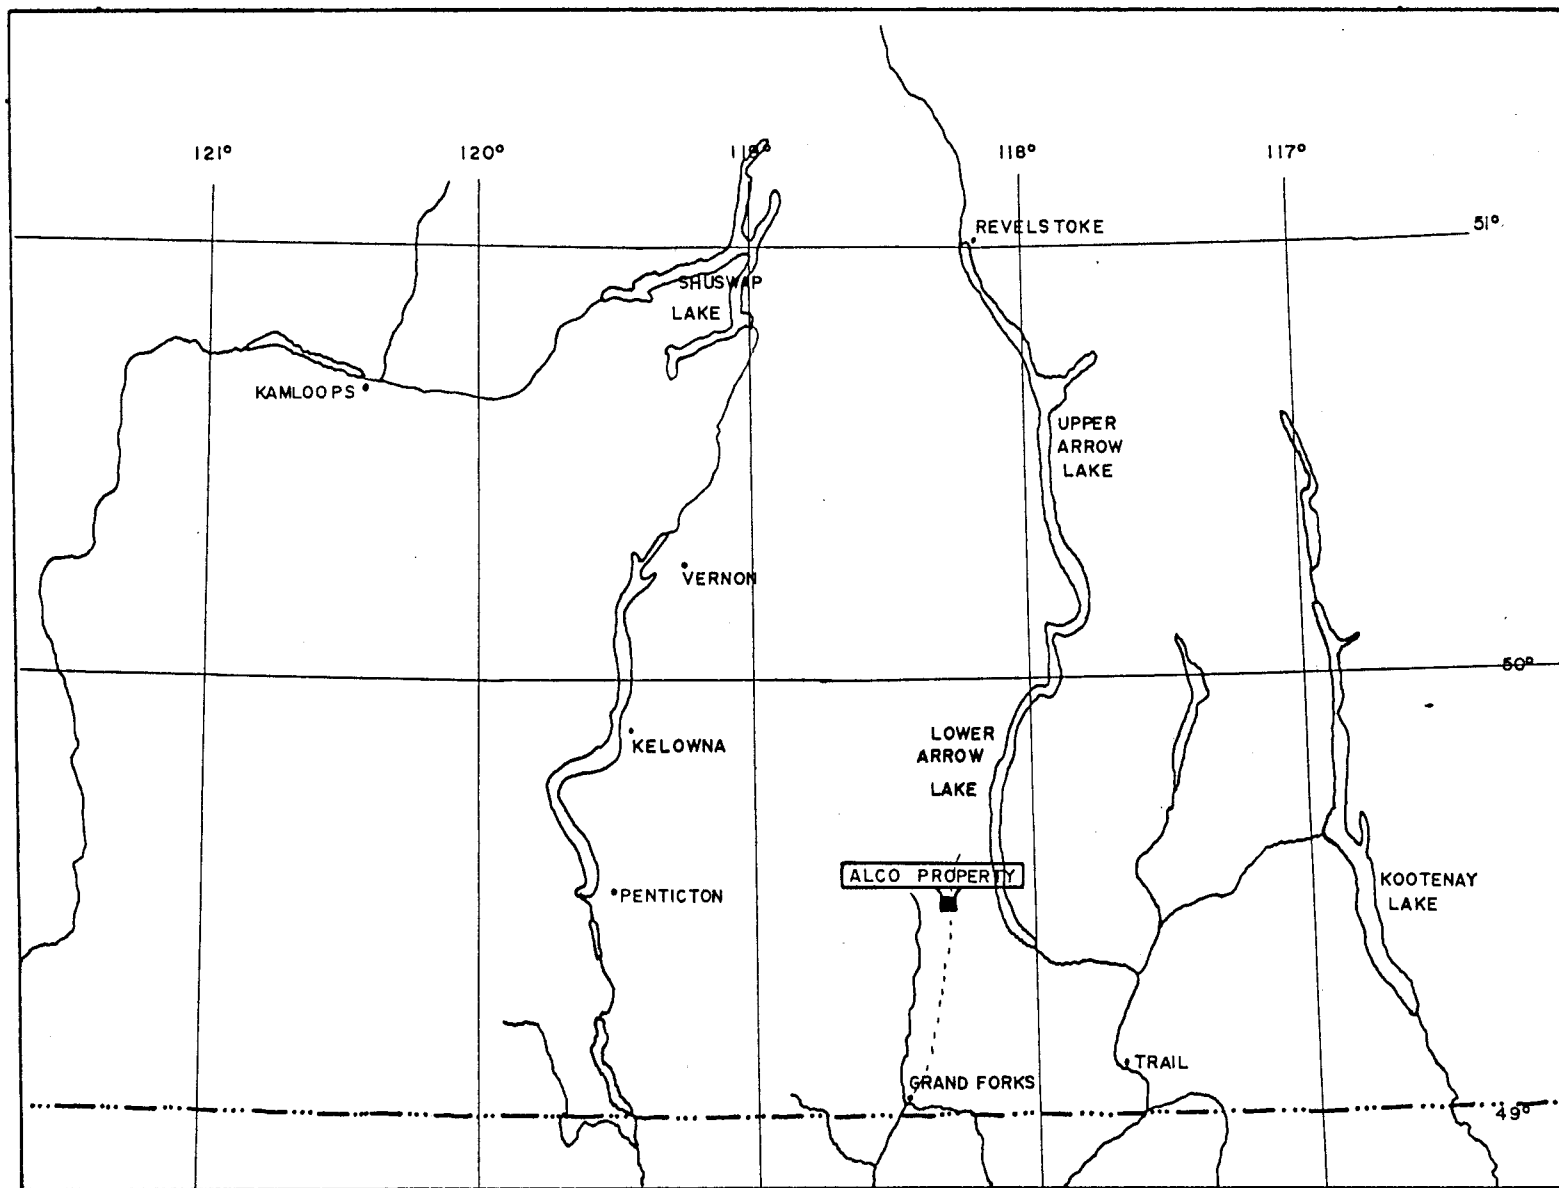 121°
120°
119°
118°
117°
REVELSTOKE
51°
SHUSWAP
LAKE
KAMLOOPS
UPPER
ARROW
LAKE
VERNON
50°
KELOWNA
LOWER
ARROW
LAKE
ALCO PROPERTY
PENTICTON
KOOTENAY
LAKE
TRAIL
GRAND FORKS
49°